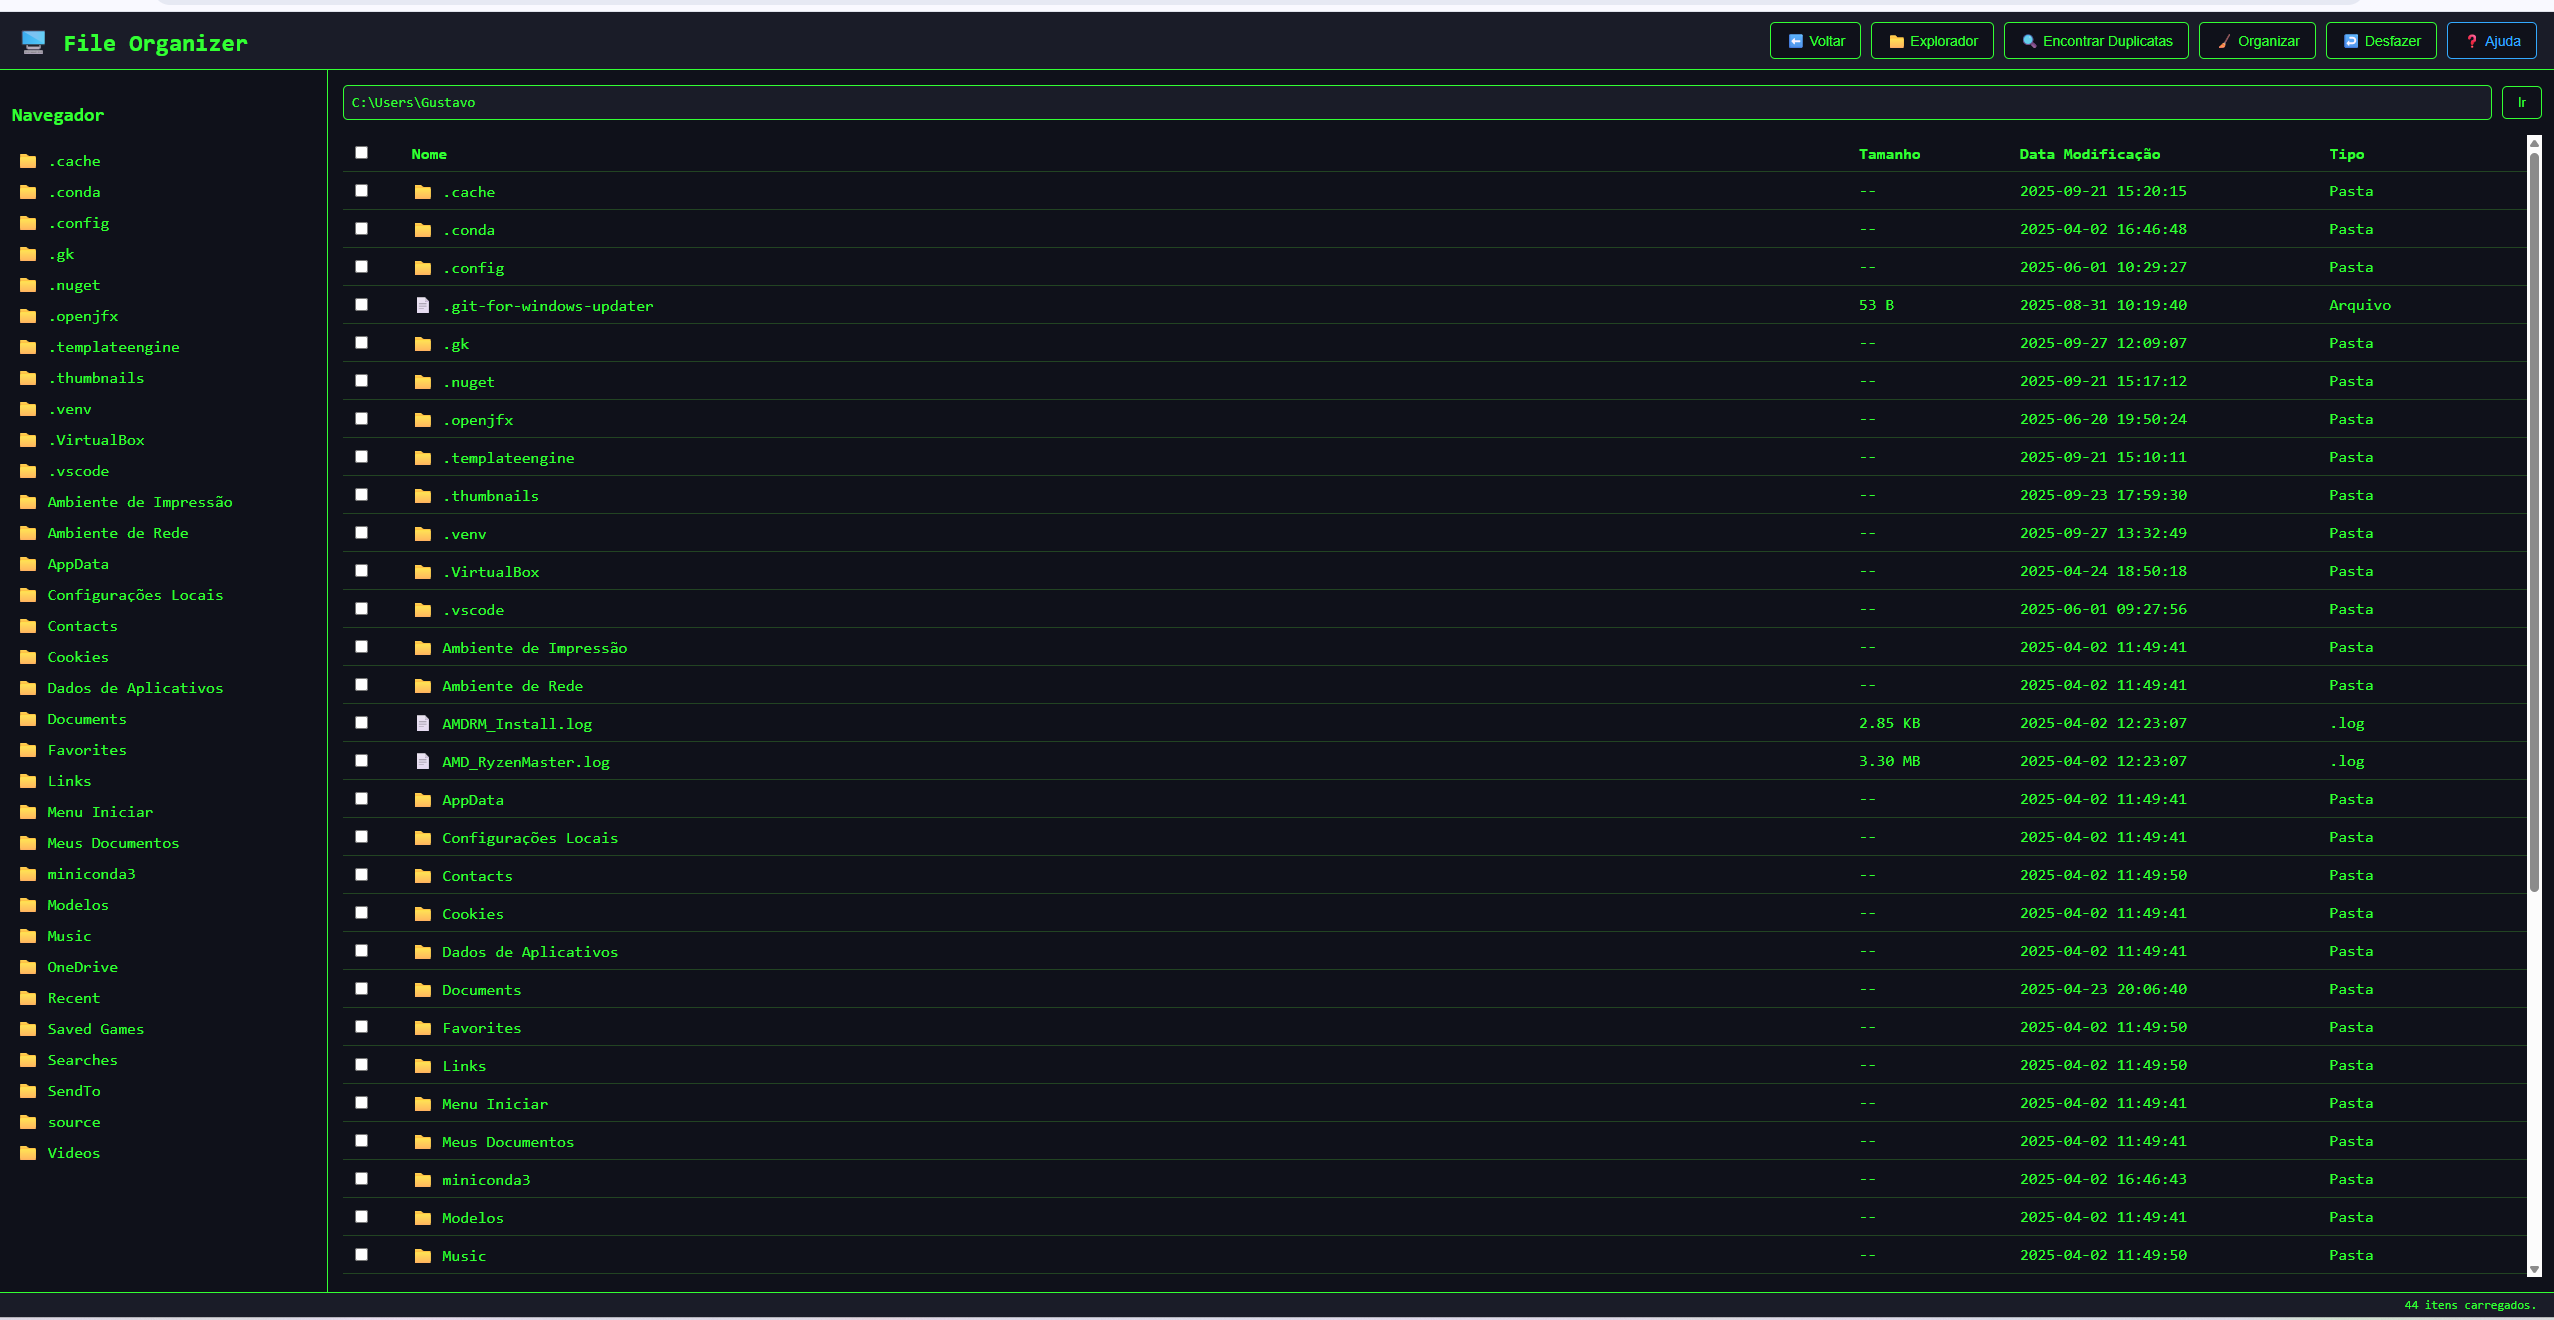 File Organizer
Voltar Explorador Encontrar Duplicatas Organizar Desfazer Ajuda
Navegador
.cache
.conda
.config
.gk
.nuget
.openjfx
.templateengine
.thumbnails
.venv
.VirtualBox
.vscode
Ambiente de Impressão
Ambiente de Rede
AppData
Configurações Locais
Contacts
Cookies
Dados de Aplicativos
Documents
Favorites
Links
Menu Iniciar
Meus Documentos
miniconda3
Modelos
Music
OneDrive
Recent
Saved Games
Searches
SendTo
source
Videos
C:\Users\Gustavo Ir
Nome Tamanho Data Modificação Tipo
.cache -- 2025-09-21 15:20:15 Pasta
.conda -- 2025-04-02 16:46:48 Pasta
.config -- 2025-06-01 10:29:27 Pasta
.git-for-windows-updater 53 B 2025-08-31 10:19:40 Arquivo
.gk -- 2025-09-27 12:09:07 Pasta
.nuget -- 2025-09-21 15:17:12 Pasta
.openjfx -- 2025-06-20 19:50:24 Pasta
.templateengine -- 2025-09-21 15:10:11 Pasta
.thumbnails -- 2025-09-23 17:59:30 Pasta
.venv -- 2025-09-27 13:32:49 Pasta
.VirtualBox -- 2025-04-24 18:50:18 Pasta
.vscode -- 2025-06-01 09:27:56 Pasta
Ambiente de Impressão -- 2025-04-02 11:49:41 Pasta
Ambiente de Rede -- 2025-04-02 11:49:41 Pasta
AMDRM_Install.log 2.85 KB 2025-04-02 12:23:07 .log
AMD_RyzenMaster.log 3.30 MB 2025-04-02 12:23:07 .log
AppData -- 2025-04-02 11:49:41 Pasta
Configurações Locais -- 2025-04-02 11:49:41 Pasta
Contacts -- 2025-04-02 11:49:50 Pasta
Cookies -- 2025-04-02 11:49:41 Pasta
Dados de Aplicativos -- 2025-04-02 11:49:41 Pasta
Documents -- 2025-04-23 20:06:40 Pasta
Favorites -- 2025-04-02 11:49:50 Pasta
Links -- 2025-04-02 11:49:50 Pasta
Menu Iniciar -- 2025-04-02 11:49:41 Pasta
Meus Documentos -- 2025-04-02 11:49:41 Pasta
miniconda3 -- 2025-04-02 16:46:43 Pasta
Modelos -- 2025-04-02 11:49:41 Pasta
Music -- 2025-04-02 11:49:50 Pasta
44 itens carregados.